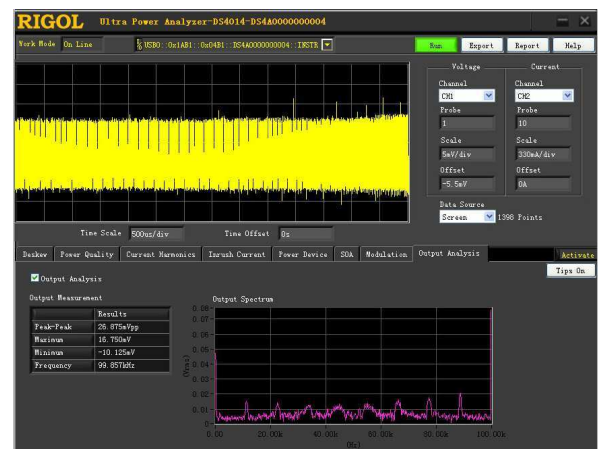 RIGOL Ultra Power Analyzer-DS4014-DS4A0000000004
Work Mode On Line USB0::0x1AB1::0x04B1::DS4A0000000004::INSTR Run Export Report Help
Voltage Current
Channel Channel
CH1 CH2
Probe Probe
1 10
Scale Scale
5mV/div 330mA/div
Offset Offset
-5.5mV 0A
Data Source
Screen 1398 Points
Time Scale 500us/div Time Offset 0s
Deskew Power Quality Current Harmonics Inrush Current Power Device SOA Modulation Output Analysis Activate
Tips On
Output Analysis
Output Measurement
Results
Peak-Peak 26.875mVpp
Maximum 16.750mV
Minimum -10.125mV
Frequency 99.857kHz
Output Spectrum
0.08
0.07
0.06
0.05
0.04
0.03
0.02
0.01
0
(Vrms)
0.00 20.00k 40.00k 60.00k 80.00k 100.00k
(Hz)